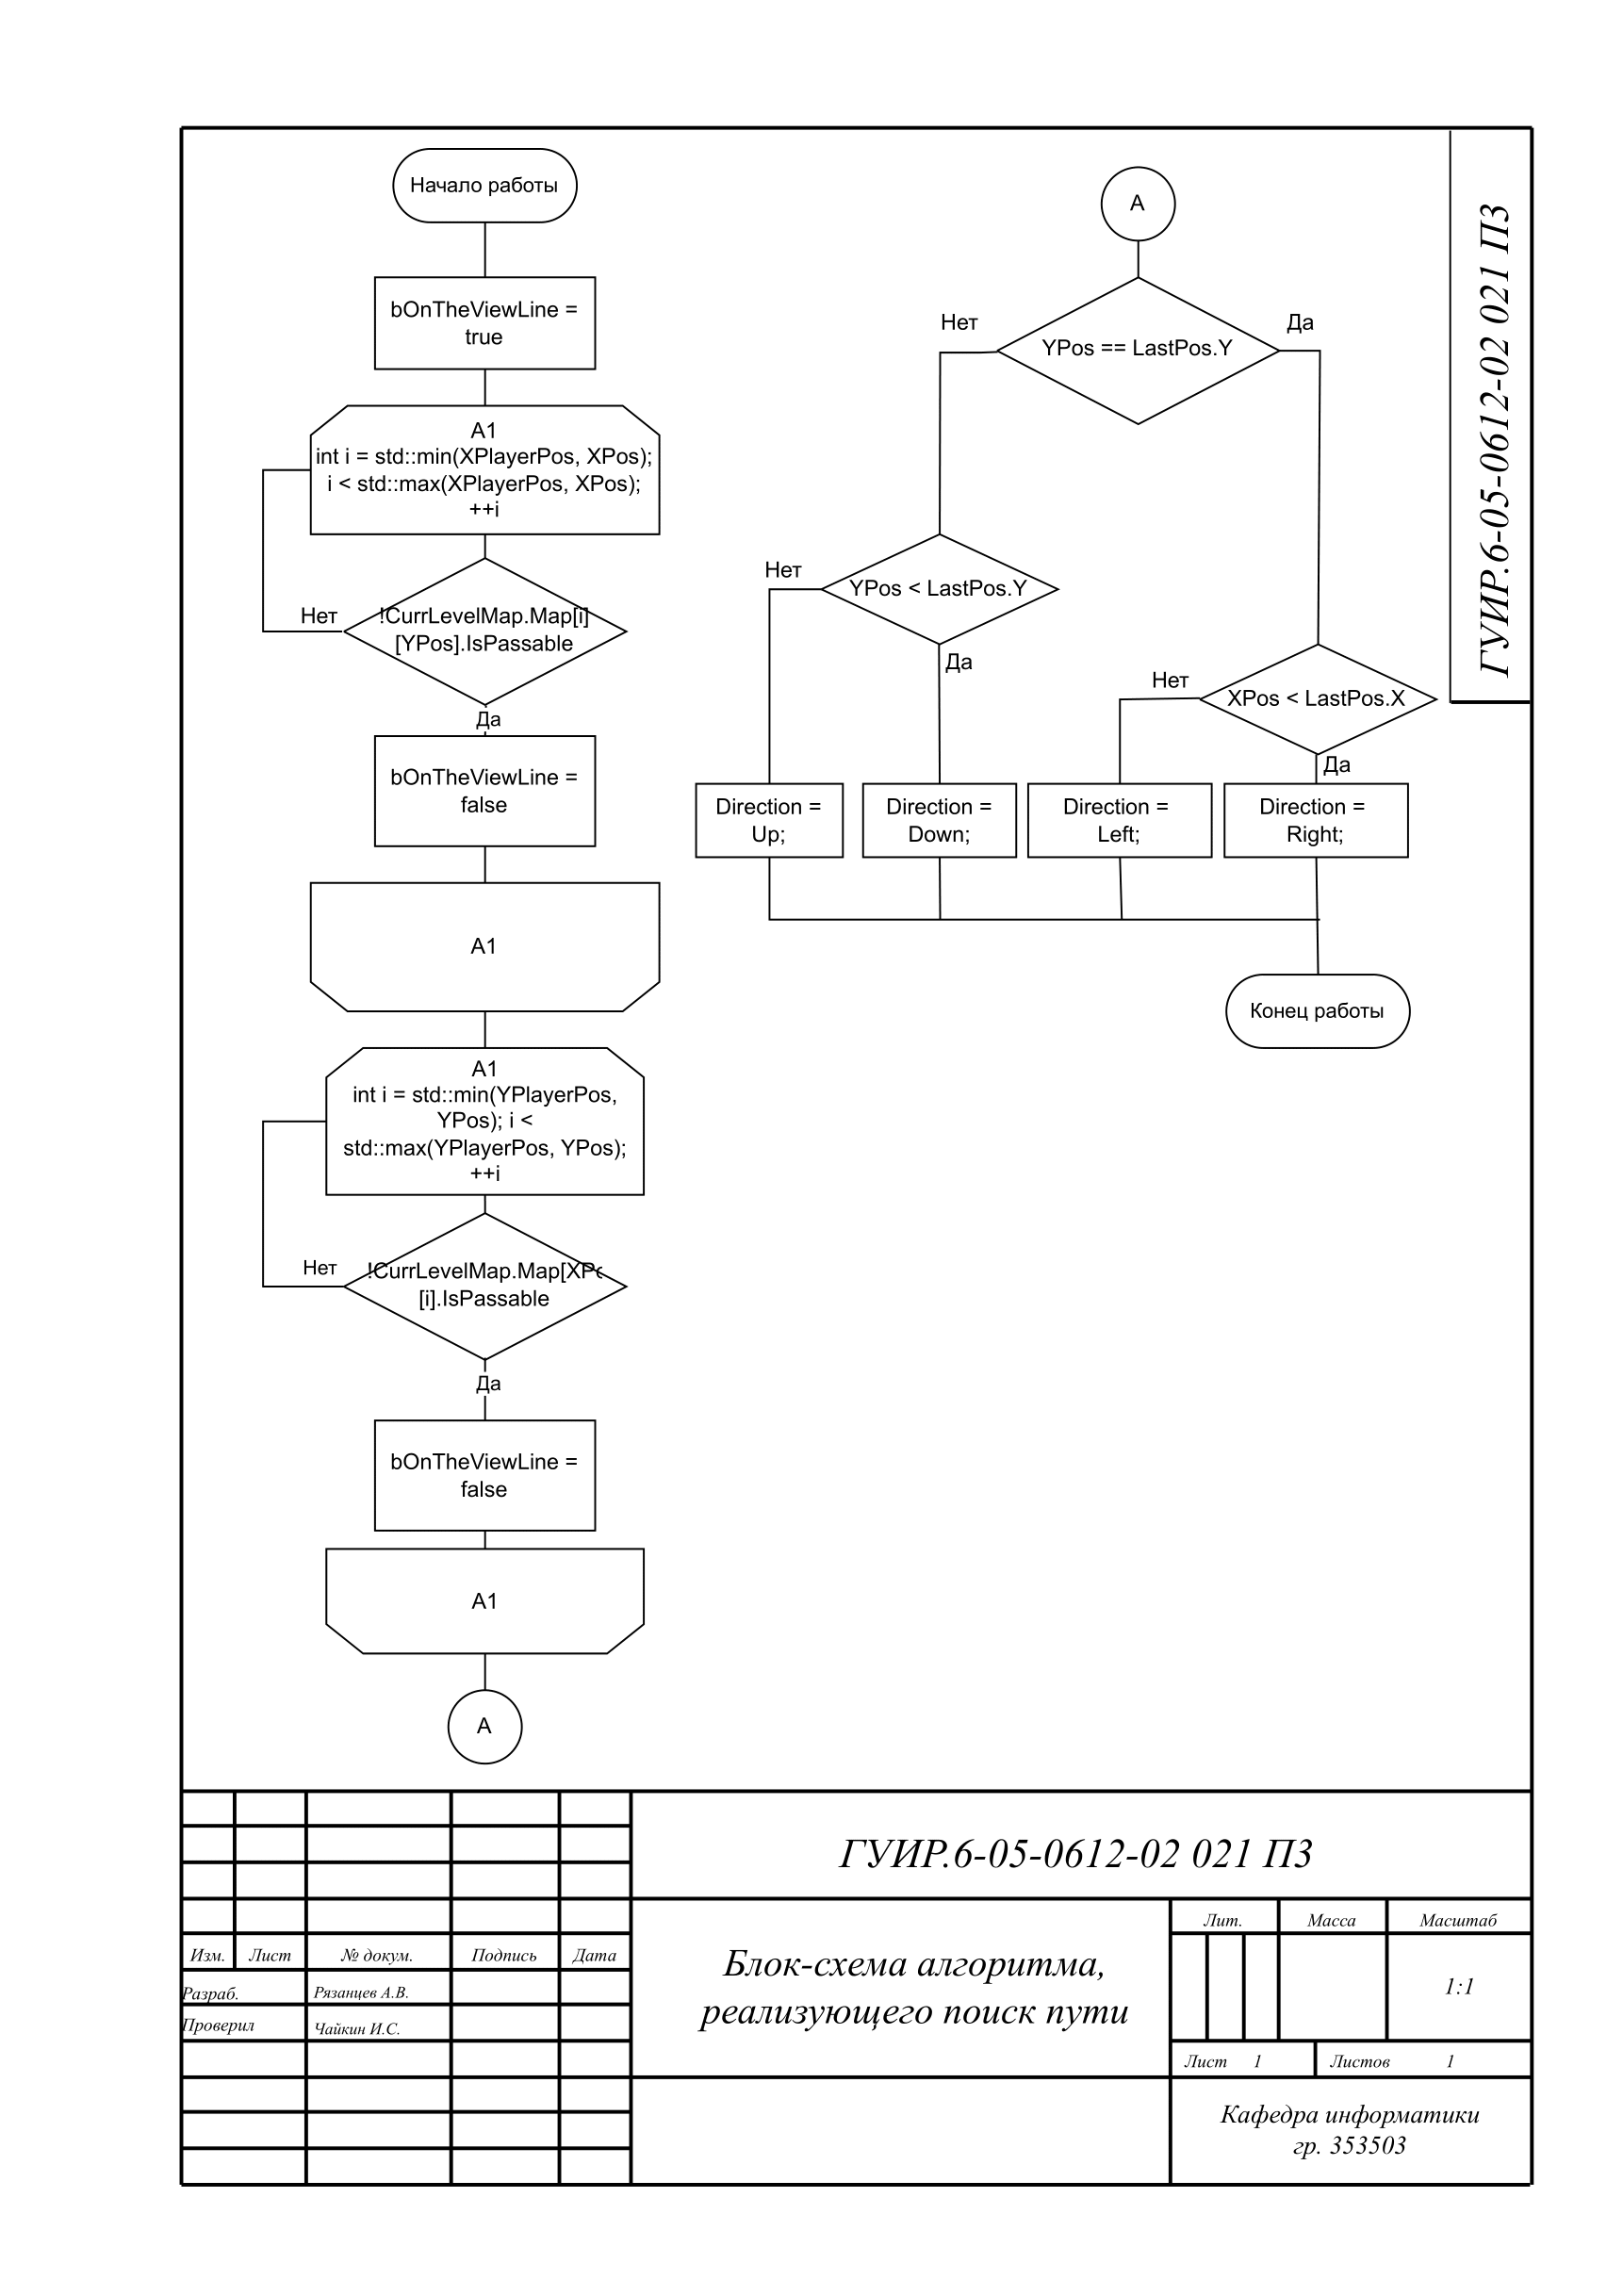 Начало работы
bOnTheViewLine =
true
A1
int i = std::min(XPlayerPos, XPos);
i < std::max(XPlayerPos, XPos);
++i
Нет
!CurrLevelMap.Map[i]
[YPos].IsPassable
Да
bOnTheViewLine =
false
A1
A1
int i = std::min(YPlayerPos,
YPos); i <
std::max(YPlayerPos, YPos);
++i
Нет
!CurrLevelMap.Map[XPo
[i].IsPassable
Да
bOnTheViewLine =
false
A1
A
A
Нет
YPos == LastPos.Y
Да
Нет
YPos < LastPos.Y
Да
Нет
XPos < LastPos.X
Да
Direction =
Up;
Direction =
Down;
Direction =
Left;
Direction =
Right;
Конец работы
ГУИР.6-05-0612-02 021 ПЗ
ГУИР.6-05-0612-02 021 ПЗ
Изм. Лист № докум. Подпись Дата
Разраб. Рязанцев А.В.
Проверил Чайкин И.С.
Блок-схема алгоритма,
реализующего поиск пути
Лит. Масса Масштаб
1:1
Лист 1 Листов 1
Кафедра информатики
гр. 353503